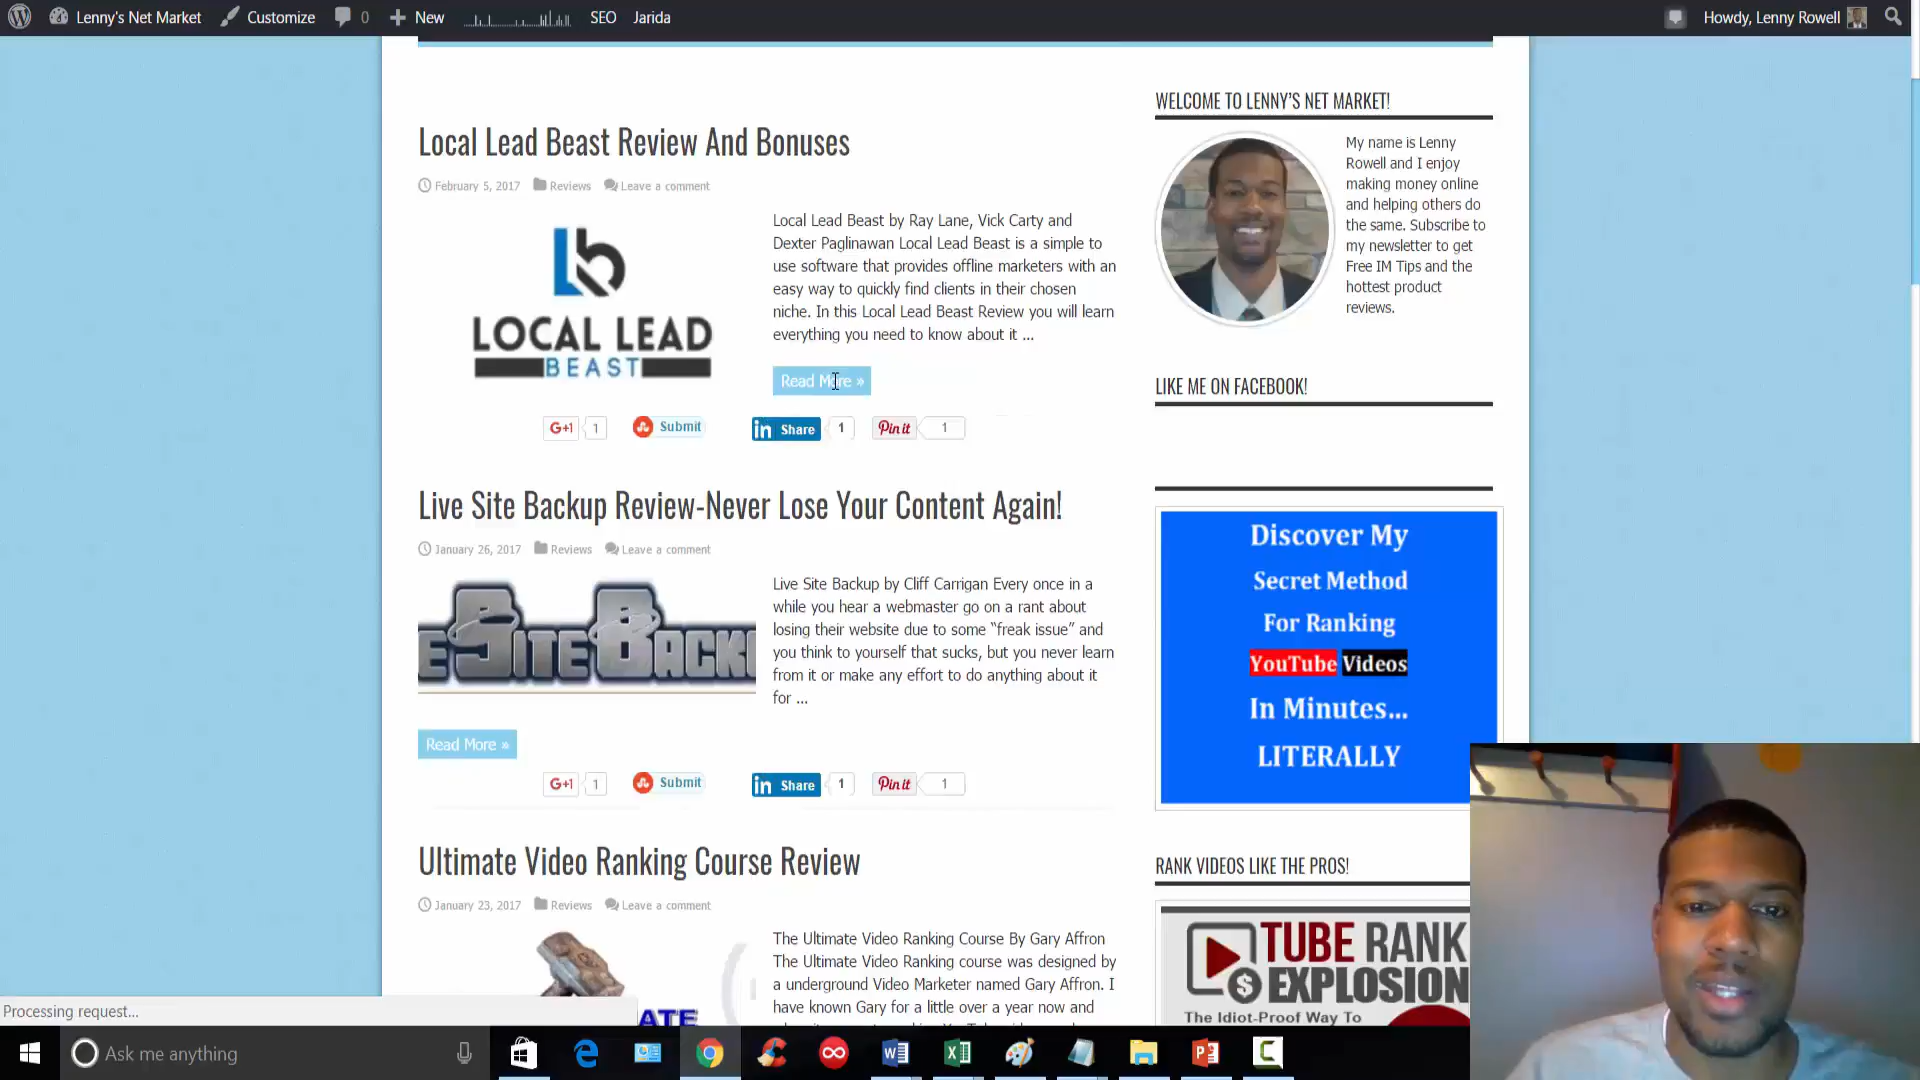 Lenny's Net Market Customize 0 New SEO Jarida Howdy, Lenny Rowell
Local Lead Beast Review And Bonuses
February 5, 2017 Reviews Leave a comment
LOCAL LEAD
BEAST
Local Lead Beast by Ray Lane, Vick Carty and
Dexter Paglinawan Local Lead Beast is a simple to
use software that provides offline marketers with an
easy way to quickly find clients in their chosen
niche. In this Local Lead Beast Review you will learn
everything you need to know about it ...
Read More »
G+1 1 Submit in Share 1 Pin it 1
Live Site Backup Review-Never Lose Your Content Again!
January 26, 2017 Reviews Leave a comment
E SITE BACK
Live Site Backup by Cliff Carrigan Every once in a
while you hear a webmaster go on a rant about
losing their website due to some “freak issue” and
you think to yourself that sucks, but you never learn
from it or make any effort to do anything about it
for ...
Read More »
G+1 1 Submit in Share 1 Pin it 1
Ultimate Video Ranking Course Review
January 23, 2017 Reviews Leave a comment
ATE
The Ultimate Video Ranking Course By Gary Affron
The Ultimate Video Ranking course was designed by
a underground Video Marketer named Gary Affron. I
have known Gary for a little over a year now and
WELCOME TO LENNY'S NET MARKET!
My name is Lenny
Rowell and I enjoy
making money online
and helping others do
the same. Subscribe to
my newsletter to get
Free IM Tips and the
hottest product
reviews.
LIKE ME ON FACEBOOK!
Discover My
Secret Method
For Ranking
YouTube Videos
In Minutes...
LITERALLY
RANK VIDEOS LIKE THE PROS!
TUBE RANK
EXPLOSION
The Idiot-Proof Way To
Processing request...
Ask me anything